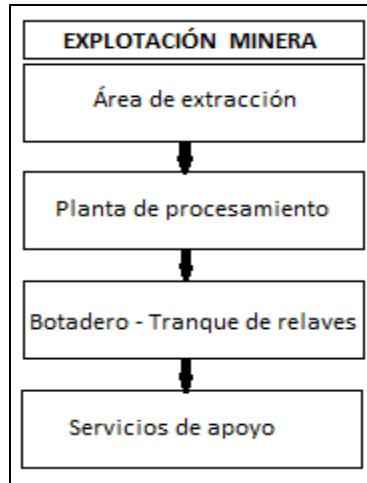 EXPLOTACIÓN MINERA
Área de extracción
Planta de procesamiento
Botadero - Tranque de relaves
Servicios de apoyo